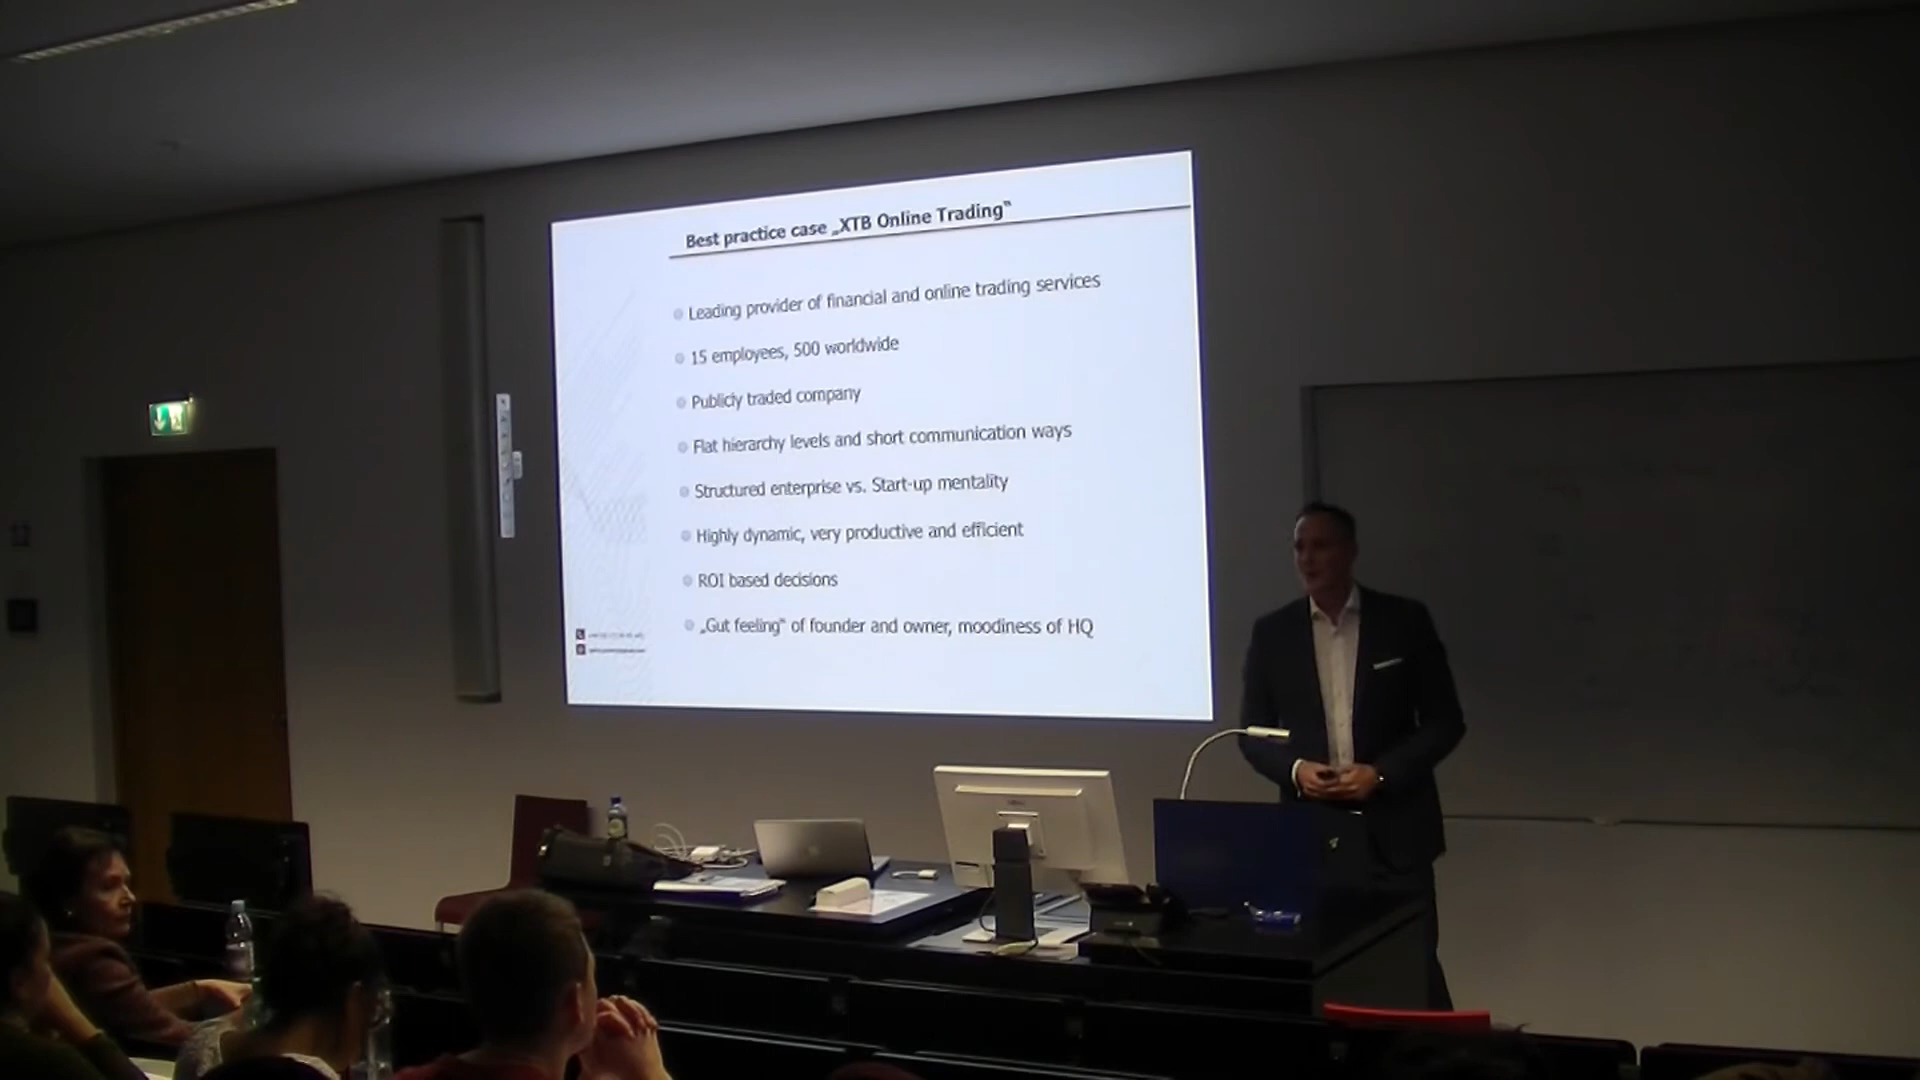 Best practice case „XTB Online Trading“
Leading provider of financial and online trading services
15 employees, 500 worldwide
Publicly traded company
Flat hierarchy levels and short communication ways
Structured enterprise vs. Start-up mentality
Highly dynamic, very productive and efficient
ROI based decisions
„Gut feeling“ of founder and owner, moodiness of HQ